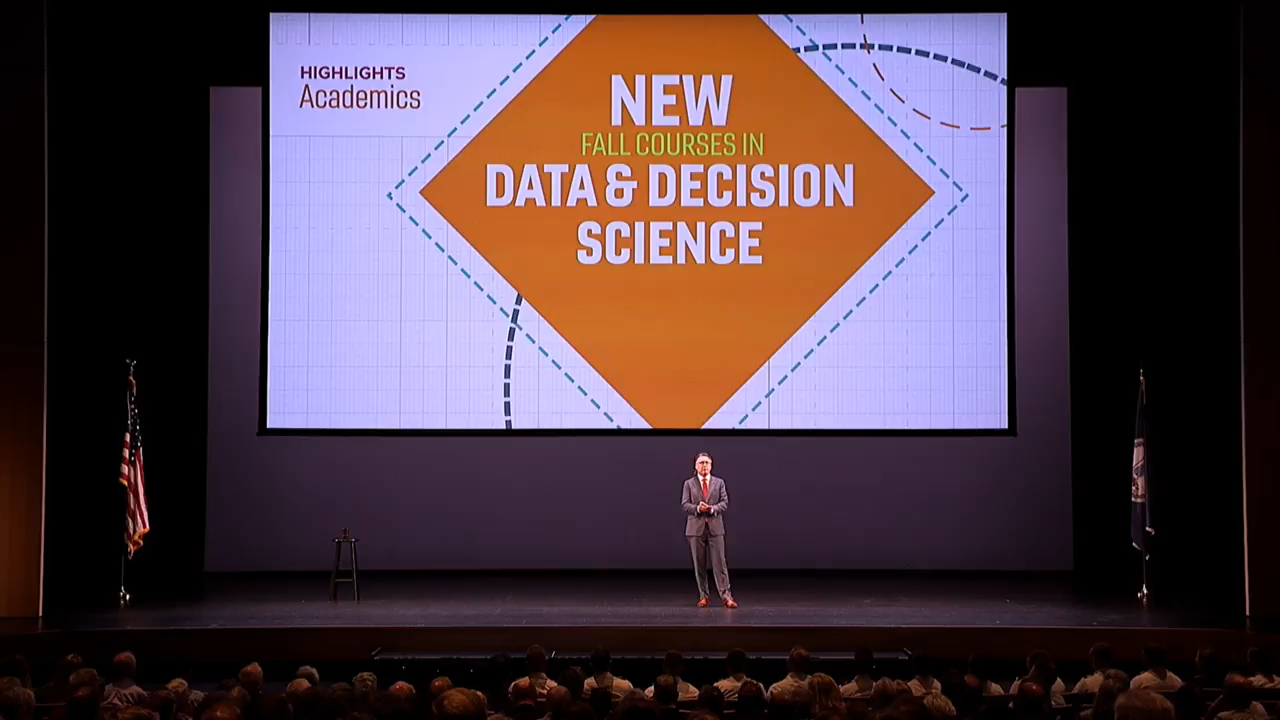 HIGHLIGHTS
Academics
NEW
FALL COURSES IN
DATA & DECISION
SCIENCE